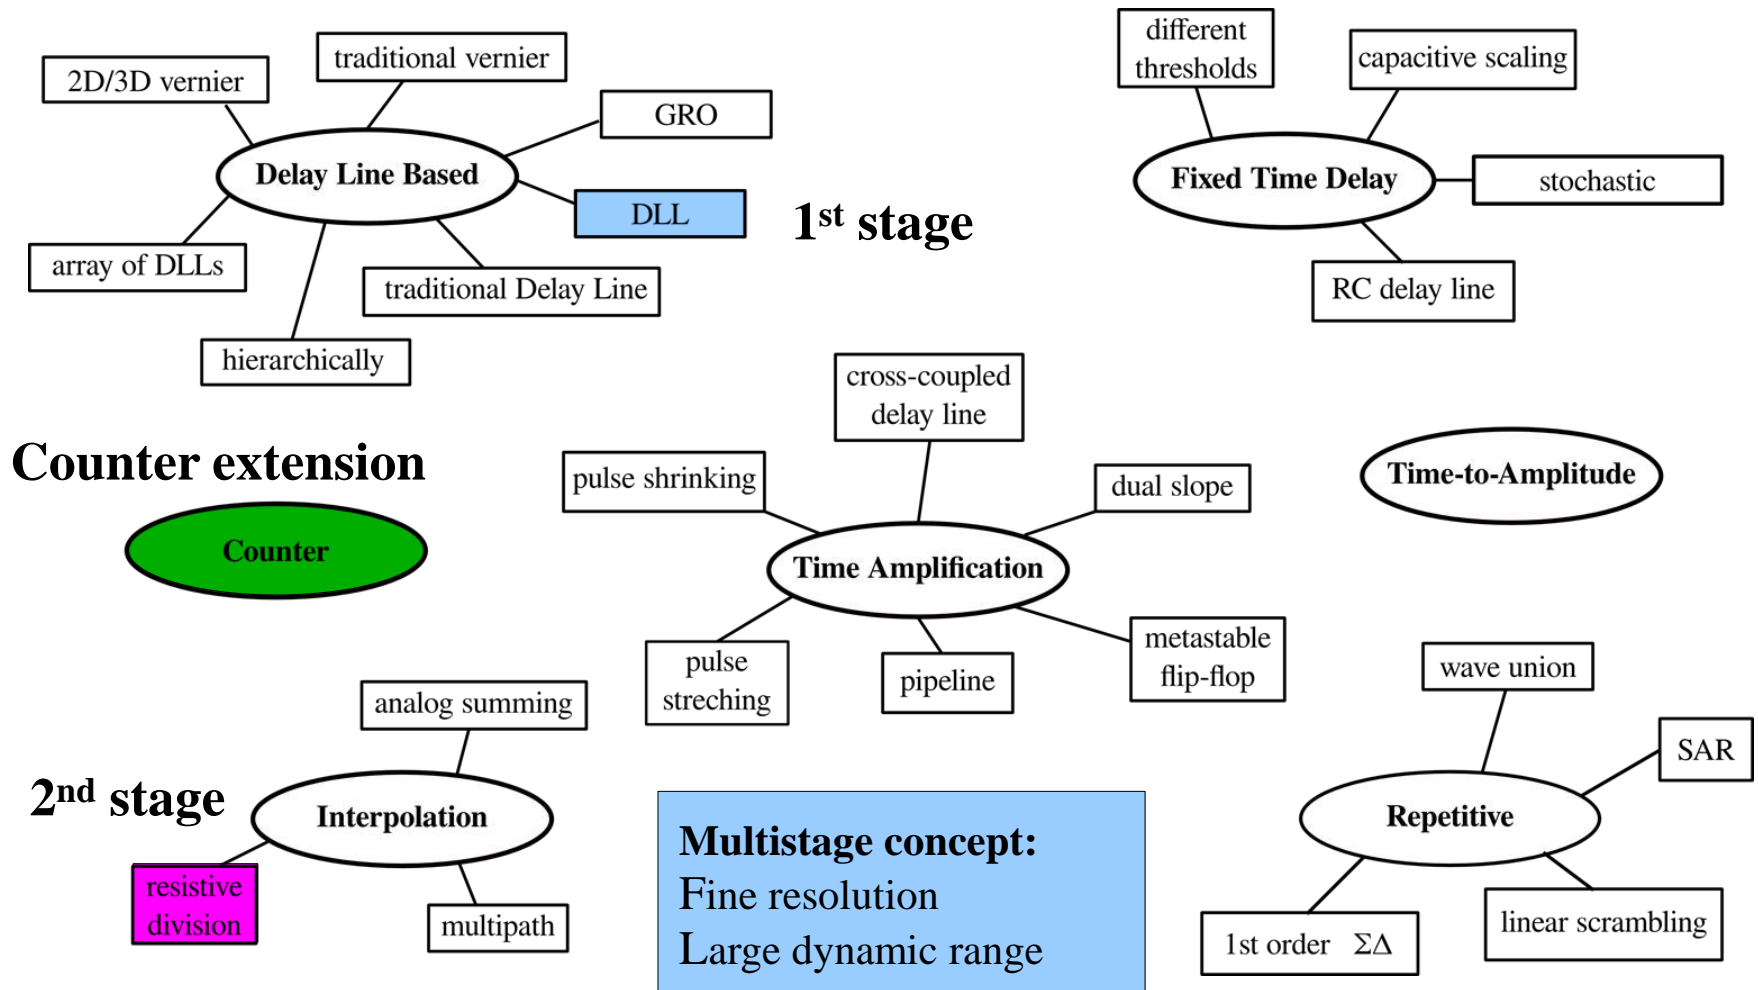 traditional vernier
2D/3D vernier
GRO
Delay Line Based
DLL
1st stage
array of DLLs
traditional Delay Line
hierarchically
different
thresholds
capacitive scaling
Fixed Time Delay
stochastic
RC delay line
Counter extension
Counter
cross-coupled
delay line
pulse shrinking
dual slope
Time Amplification
pulse
streching
pipeline
metastable
flip-flop
Time-to-Amplitude
analog summing
2nd stage
Interpolation
resistive
division
multipath
Multistage concept:
Fine resolution
Large dynamic range
wave union
SAR
Repetitive
1st order ΣΔ
linear scrambling